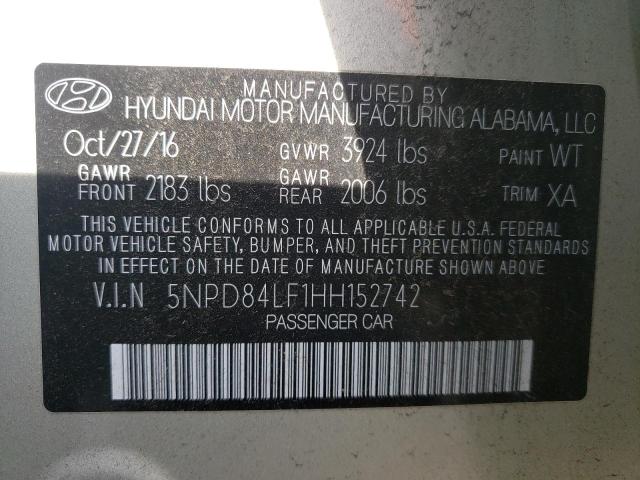 MANUFACTURED BY
HYUNDAI MOTOR MANUFACTURING ALABAMA, LLC
Oct/27/16 GVWR 3924 lbs PAINT WT
GAWR FRONT 2183 lbs GAWR REAR 2006 lbs TRIM XA
THIS VEHICLE CONFORMS TO ALL APPLICABLE U.S.A. FEDERAL
MOTOR VEHICLE SAFETY, BUMPER, AND THEFT PREVENTION STANDARDS
IN EFFECT ON THE DATE OF MANUFACTURE SHOWN ABOVE
V.I.N 5NPD84LF1HH152742
PASSENGER CAR